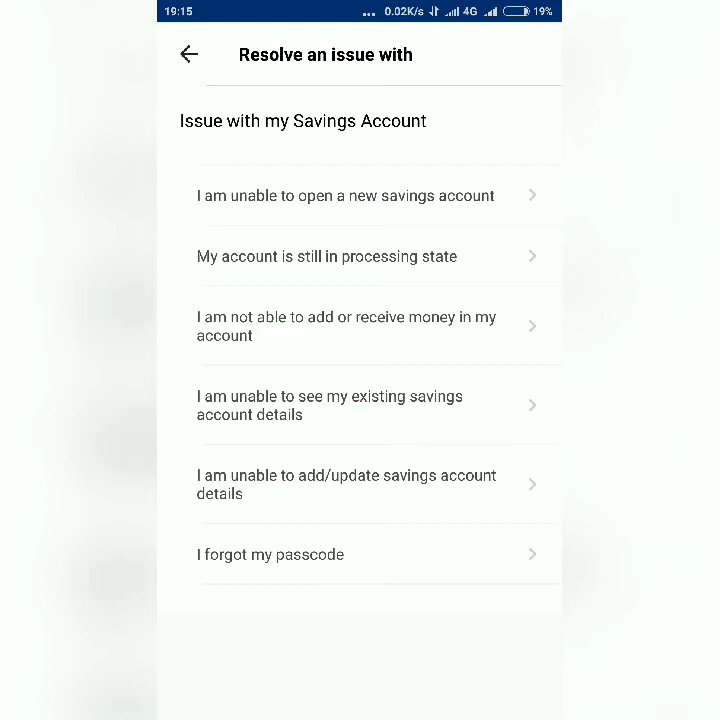 19:15 ... 0.02K/s 4G 19%
Resolve an issue with
Issue with my Savings Account
I am unable to open a new savings account
My account is still in processing state
I am not able to add or receive money in my
account
I am unable to see my existing savings
account details
I am unable to add/update savings account
details
I forgot my passcode